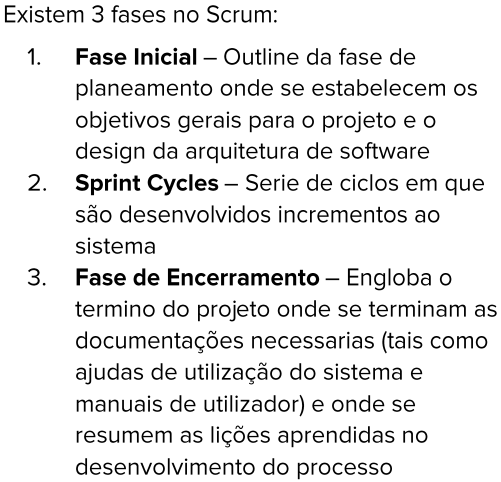 Existem 3 fases no Scrum:
1. Fase Inicial – Outline da fase de
planeamento onde se estabelecem os
objetivos gerais para o projeto e o
design da arquitetura de software
2. Sprint Cycles – Serie de ciclos em que
são desenvolvidos incrementos ao
sistema
3. Fase de Encerramento – Engloba o
termino do projeto onde se terminam as
documentações necessarias (tais como
ajudas de utilização do sistema e
manuais de utilizador) e onde se
resumem as lições aprendidas no
desenvolvimento do processo